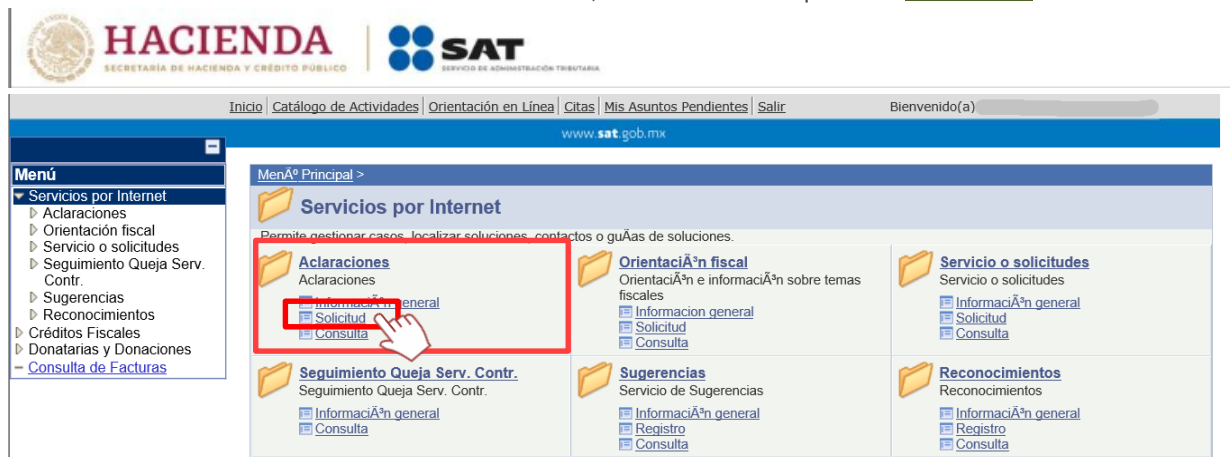 HACIENDA
SECRETARÍA DE HACIENDA Y CRÉDITO PÚBLICO
SAT
SERVICIO DE ADMINISTRACIÓN TRIBUTARIA
Inicio | Catálogo de Actividades | Orientación en Línea | Citas | Mis Asuntos Pendientes | Salir
Bienvenido(a)
www.sat.gob.mx
Menú
Servicios por Internet
Aclaraciones
Orientación fiscal
Servicio o solicitudes
Seguimiento Queja Serv.
Contr.
Sugerencias
Reconocimientos
Créditos Fiscales
Donatarias y Donaciones
Consulta de Facturas
MenÃº Principal >
Servicios por Internet
Permite gestionar casos, localizar soluciones, contactos o guÃas de soluciones.
Aclaraciones
Aclaraciones
InformaciÃ³n general
Solicitud
Consulta
OrientaciÃ³n fiscal
OrientaciÃ³n e informaciÃ³n sobre temas
fiscales
Informacion general
Solicitud
Consulta
Servicio o solicitudes
Servicio o solicitudes
InformaciÃ³n general
Solicitud
Consulta
Seguimiento Queja Serv. Contr.
Seguimiento Queja Serv. Contr.
InformaciÃ³n general
Consulta
Sugerencias
Servicio de Sugerencias
InformaciÃ³n general
Registro
Consulta
Reconocimientos
Reconocimientos
InformaciÃ³n general
Registro
Consulta